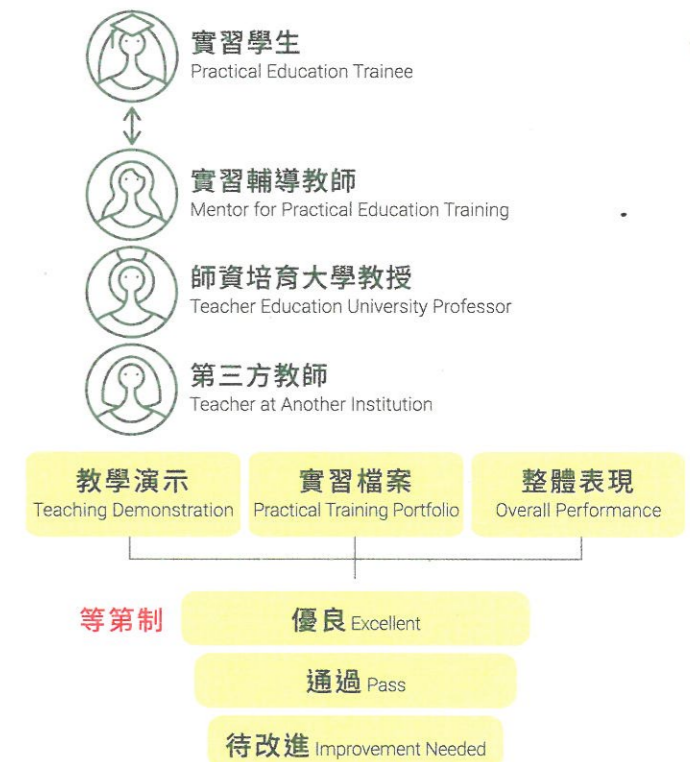 實習學生
Practical Education Trainee
實習輔導教師
Mentor for Practical Education Training
師資培育大學教授
Teacher Education University Professor
第三方教師
Teacher at Another Institution
教學演示
Teaching Demonstration
實習檔案
Practical Training Portfolio
整體表現
Overall Performance
等第制
優良 Excellent
通過 Pass
待改進 Improvement Needed